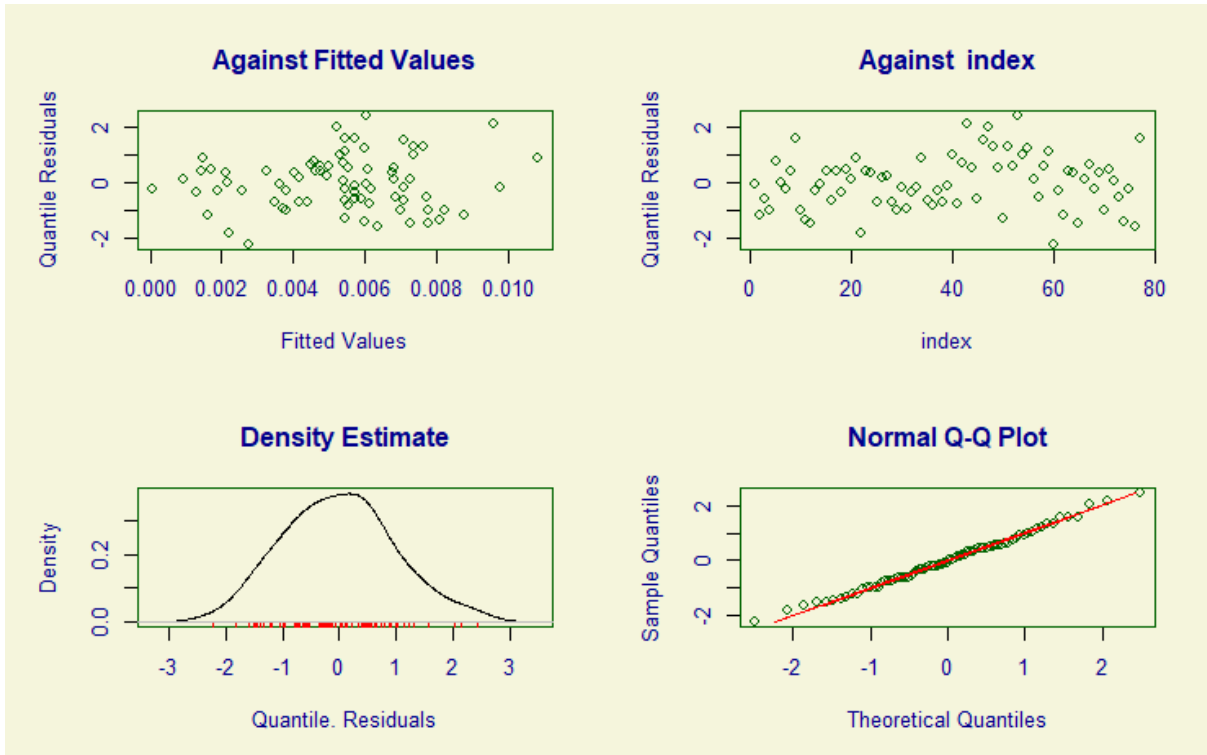 Against Fitted Values
Quantile Residuals
2
0
-2
0.000 0.002 0.004 0.006 0.008 0.010
Fitted Values
Against index
Quantile Residuals
2
0
-2
0 20 40 60 80
index
Density Estimate
Density
0.2
0.0
-3 -2 -1 0 1 2 3
Quantile. Residuals
Normal Q-Q Plot
Sample Quantiles
2
0
-2
-2 -1 0 1 2
Theoretical Quantiles